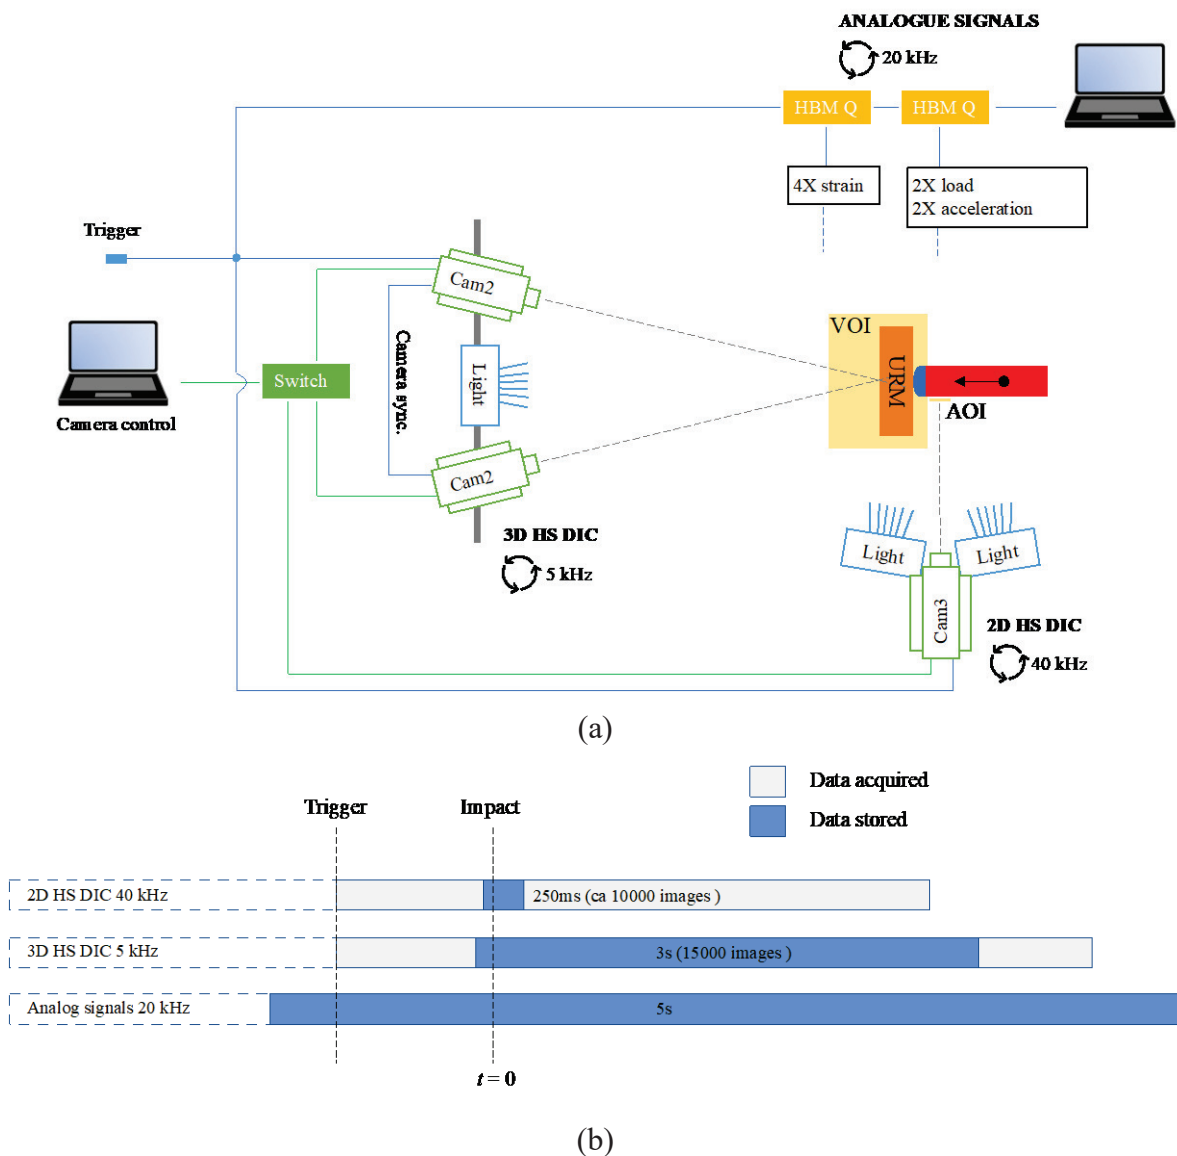 ANALOGUE SIGNALS
20 kHz
HBM Q
HBM Q
4X strain
2X load
2X acceleration
Trigger
Cam2
VOI
URM
AOI
Switch
Light
Camera sync.
Camera control
Cam2
3D HS DIC
5 kHz
Light
Light
Cam3
2D HS DIC
40 kHz
(a)
Data acquired
Data stored
Trigger
Impact
2D HS DIC 40 kHz
250ms (ca 10000 images )
3D HS DIC 5 kHz
3s (15000 images )
Analog signals 20 kHz
5s
t = 0
(b)